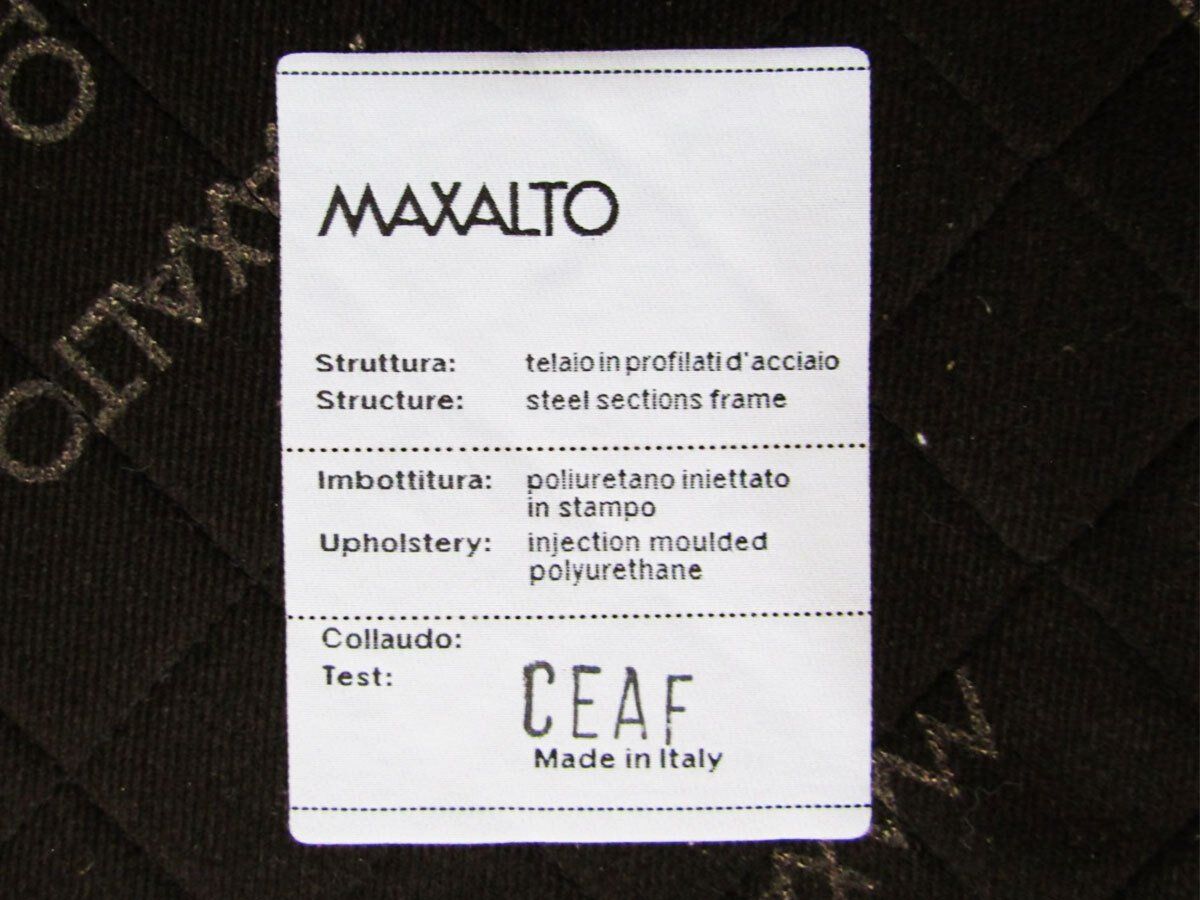 MAXALTO
Struttura: telaio in profilati d'acciaio
Structure: steel sections frame
Imbottitura: poliuretano iniettato
in stampo
Upholstery: injection moulded
polyurethane
Collaudo:
Test: CEAF
Made in Italy
MAXALTO